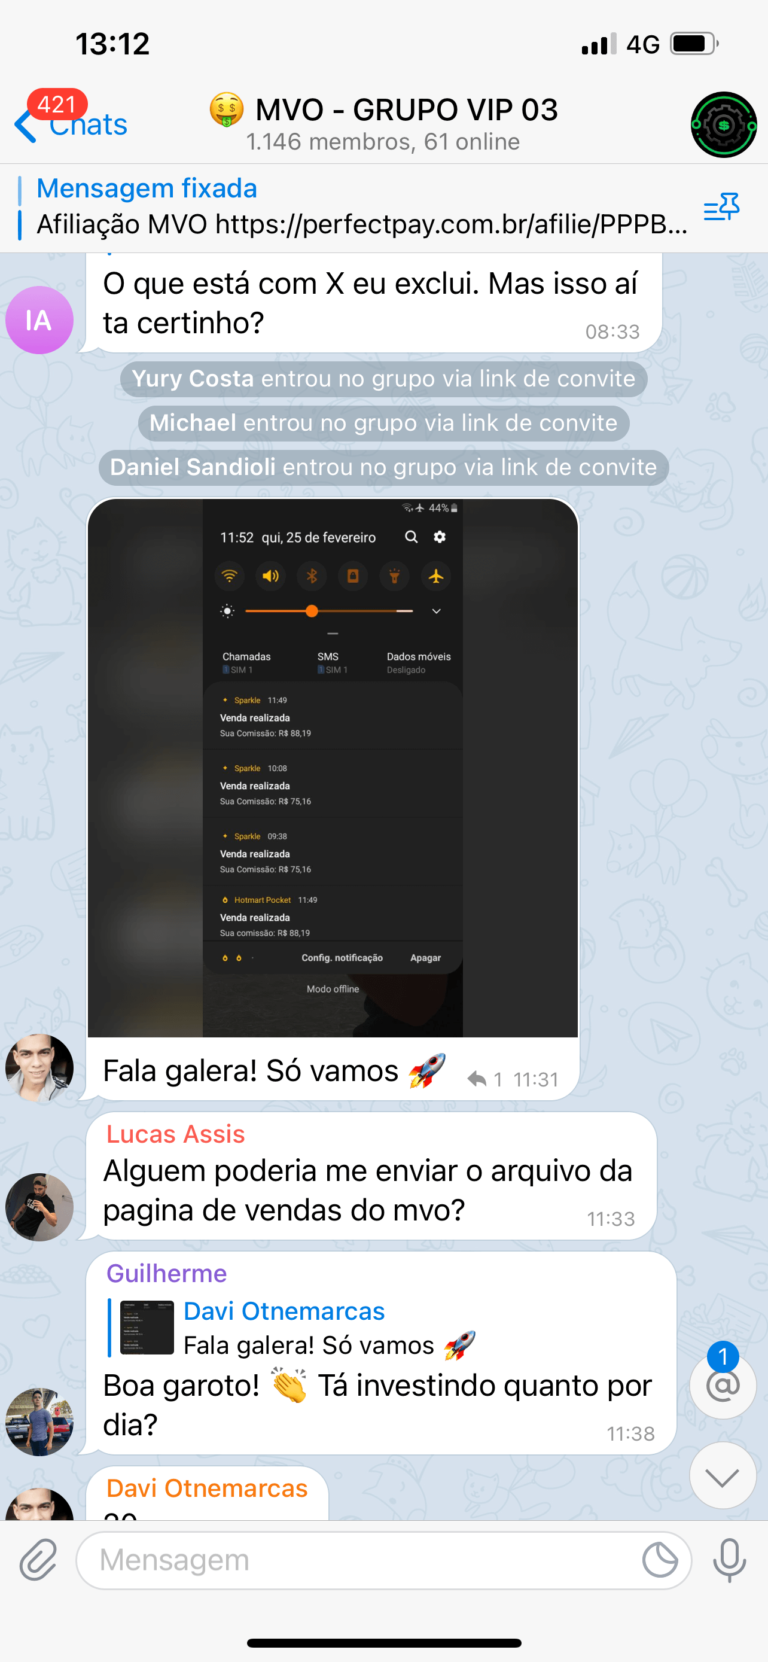 13:12
4G
421
Chats
🤑 MVO - GRUPO VIP 03
1.146 membros, 61 online
Mensagem fixada
Afiliação MVO https://perfectpay.com.br/afilie/PPPB...
IA
O que está com X eu exclui. Mas isso aí
ta certinho?
08:33
Yury Costa entrou no grupo via link de convite
Michael entrou no grupo via link de convite
Daniel Sandioli entrou no grupo via link de convite
44%
11:52 qui, 25 de fevereiro
Chamadas SMS Dados móveis
SIM 1 SIM 1 Desligado
Sparkle 11:49
Venda realizada
Sua Comissão: R$ 88,19
Sparkle 10:08
Venda realizada
Sua Comissão: R$ 75,16
Sparkle 09:38
Venda realizada
Sua Comissão: R$ 75,16
Hotmart Pocket 11:49
Venda realizada
Sua comissão: R$ 88,19
Config. notificação Apagar
Modo offline
Fala galera! Só vamos 🚀
1 11:31
Lucas Assis
Alguem poderia me enviar o arquivo da
pagina de vendas do mvo?
11:33
Guilherme
Davi Otnemarcas
Fala galera! Só vamos 🚀
Boa garoto! 👏 Tá investindo quanto por
dia?
11:38
1
@
Davi Otnemarcas
Mensagem